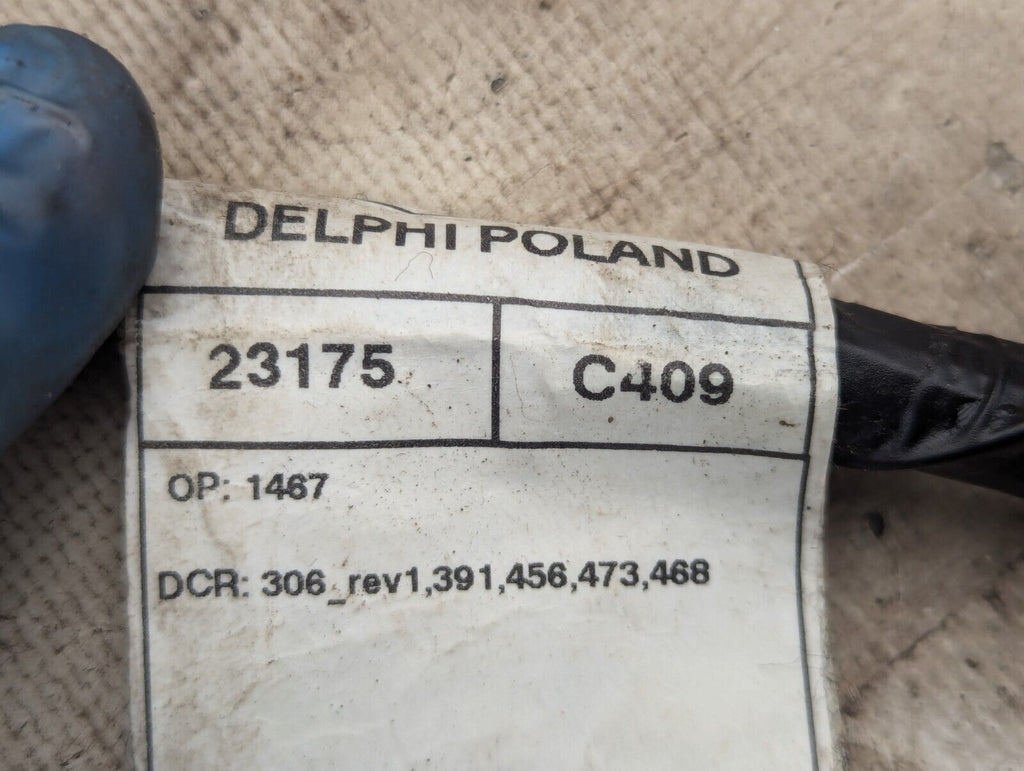 DELPHI POLAND
23175 C409
OP: 1467
DCR: 306_rev1,391,456,473,468